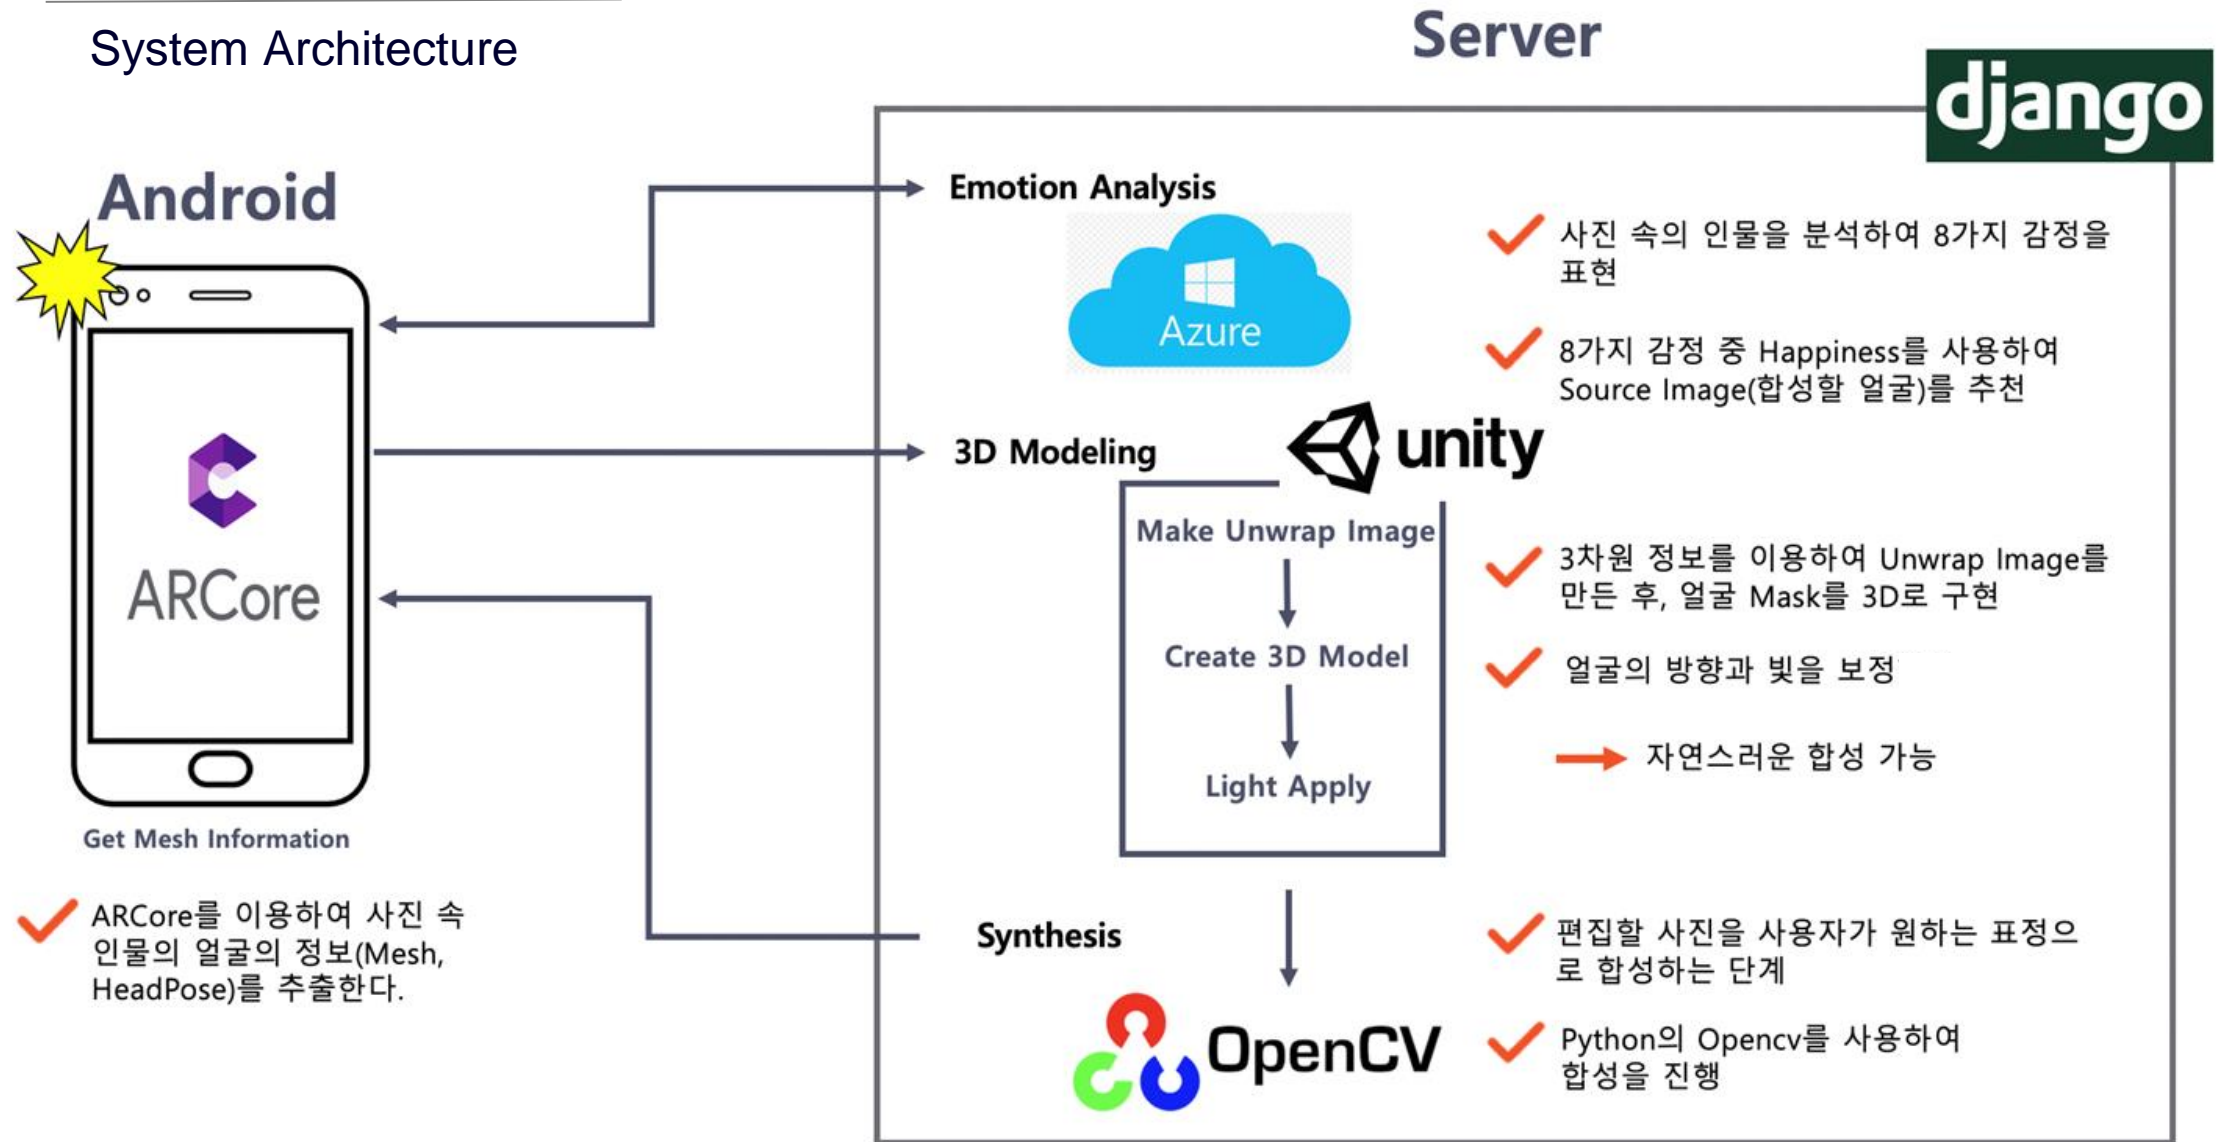 System Architecture
Server
django
Android
ARCore
Get Mesh Information
ARCore를 이용하여 사진 속
인물의 얼굴의 정보(Mesh,
HeadPose)를 추출한다.
Emotion Analysis
Azure
사진 속의 인물을 분석하여 8가지 감정을
표현
8가지 감정 중 Happiness를 사용하여
Source Image(합성할 얼굴)를 추천
3D Modeling
unity
Make Unwrap Image
Create 3D Model
Light Apply
3차원 정보를 이용하여 Unwrap Image를
만든 후, 얼굴 Mask를 3D로 구현
얼굴의 방향과 빛을 보정
자연스러운 합성 가능
Synthesis
OpenCV
편집할 사진을 사용자가 원하는 표정으
로 합성하는 단계
Python의 Opencv를 사용하여
합성을 진행